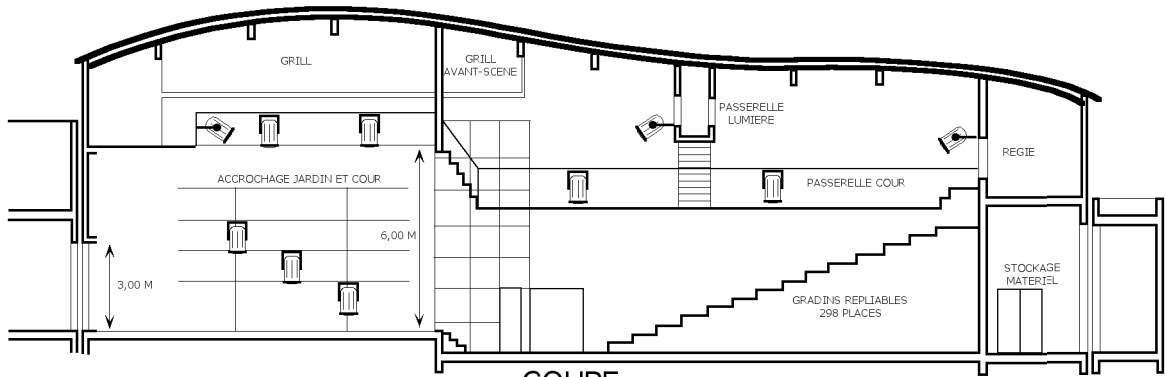 GRILL
GRILL
AVANT-SCENE
PASSERELLE
LUMIERE
REGIE
ACCROCHAGE JARDIN ET COUR
PASSERELLE COUR
6,00 M
3,00 M
STOCKAGE
MATERIEL
GRADINS REPLIABLES
298 PLACES
COUPE